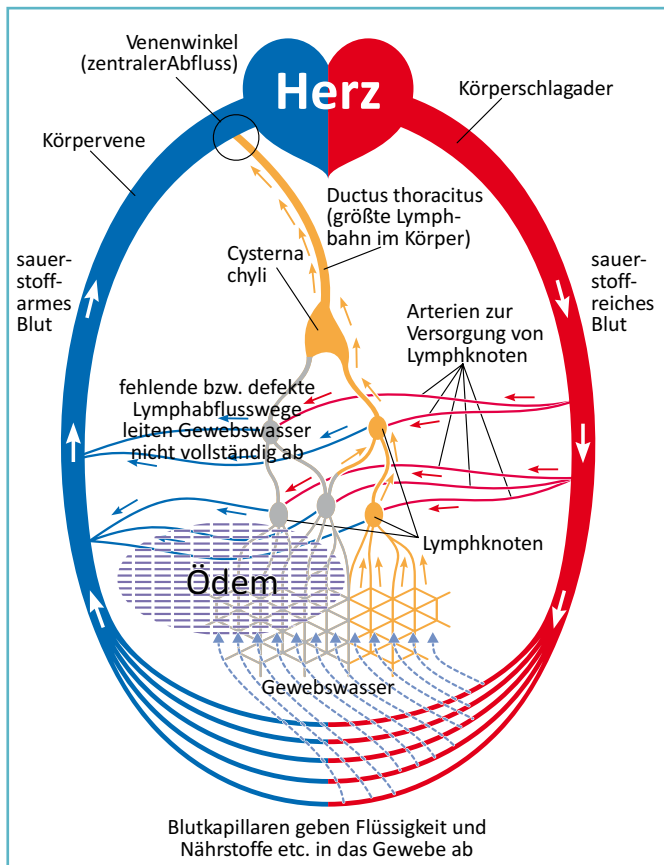 Venenwinkel
(zentralerAbfluss)
Herz
Körperschlagader
Körpervene
Ductus thoracitus
(größte Lymph-
bahn im Körper)
Cysterna
chyli
sauer-
stoff-
armes
Blut
sauer-
stoff-
reiches
Blut
Arterien zur
Versorgung von
Lymphknoten
fehlende bzw. defekte
Lymphabflusswege
leiten Gewebswasser
nicht vollständig ab
Lymphknoten
Ödem
Gewebswasser
Blutkapillaren geben Flüssigkeit und
Nährstoffe etc. in das Gewebe ab